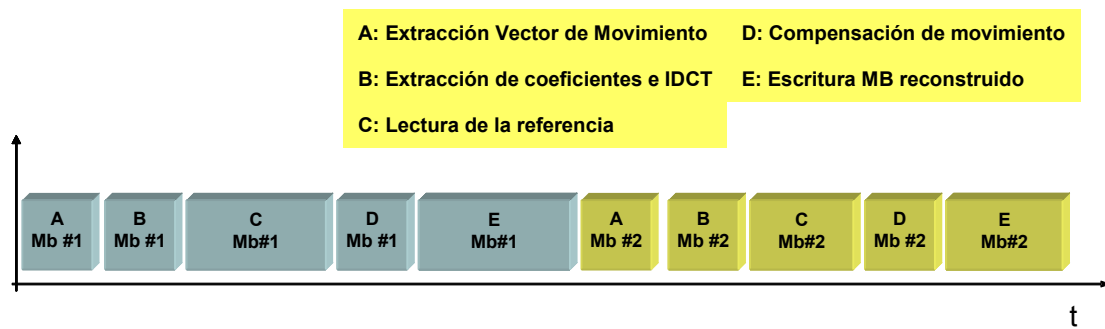 A: Extracción Vector de Movimiento
D: Compensación de movimiento
B: Extracción de coeficientes e IDCT
E: Escritura MB reconstruido
C: Lectura de la referencia
A
Mb #1
B
Mb #1
C
Mb#1
D
Mb #1
E
Mb#1
A
Mb #2
B
Mb #2
C
Mb#2
D
Mb #2
E
Mb#2
t